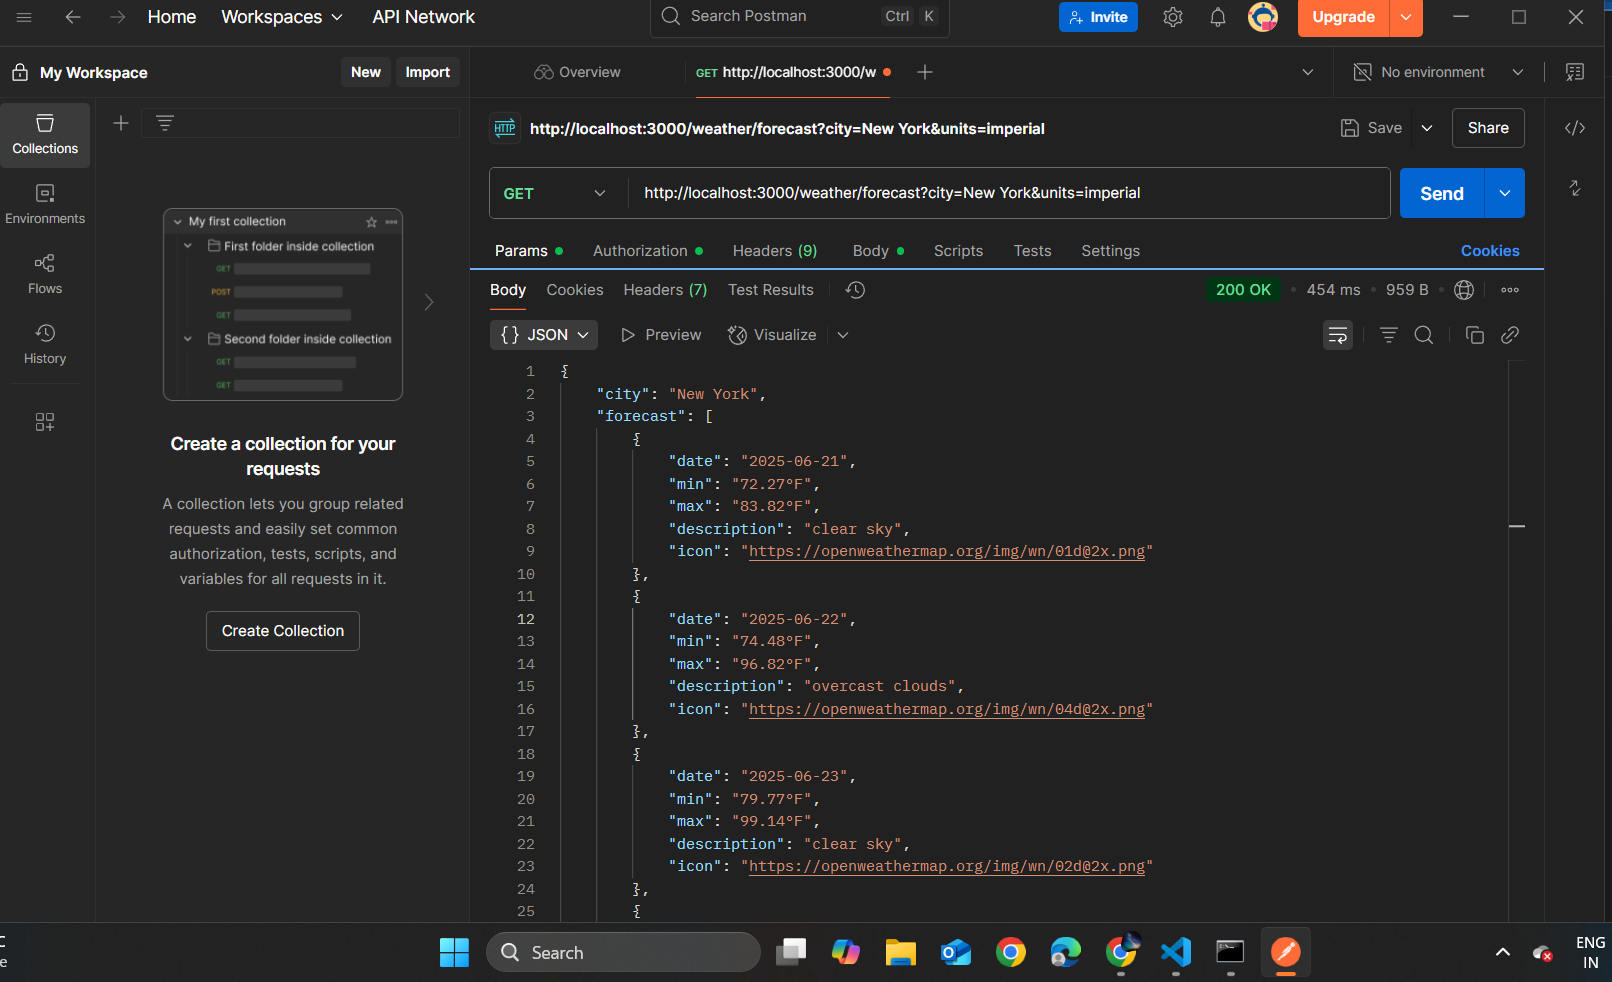 Home Workspaces API Network Search Postman Ctrl K Invite Upgrade
My Workspace New Import Overview GET http://localhost:3000/w No environment
Collections
Environments
Flows
History
My first collection
First folder inside collection
GET
POST
GET
Second folder inside collection
GET
GET
Create a collection for your
requests
A collection lets you group related
requests and easily set common
authorization, tests, scripts, and
variables for all requests in it.
Create Collection
HTTP http://localhost:3000/weather/forecast?city=New York&units=imperial Save Share
GET http://localhost:3000/weather/forecast?city=New York&units=imperial Send
Params Authorization Headers (9) Body Scripts Tests Settings Cookies
Body Cookies Headers (7) Test Results 200 OK 454 ms 959 B
{} JSON Preview Visualize
1 {
2 "city": "New York",
3 "forecast": [
4 {
5 "date": "2025-06-21",
6 "min": "72.27°F",
7 "max": "83.82°F",
8 "description": "clear sky",
9 "icon": "https://openweathermap.org/img/wn/01d@2x.png"
10 },
11 {
12 "date": "2025-06-22",
13 "min": "74.48°F",
14 "max": "96.82°F",
15 "description": "overcast clouds",
16 "icon": "https://openweathermap.org/img/wn/04d@2x.png"
17 },
18 {
19 "date": "2025-06-23",
20 "min": "79.77°F",
21 "max": "99.14°F",
22 "description": "clear sky",
23 "icon": "https://openweathermap.org/img/wn/02d@2x.png"
24 },
25 {
Search
ENG
IN